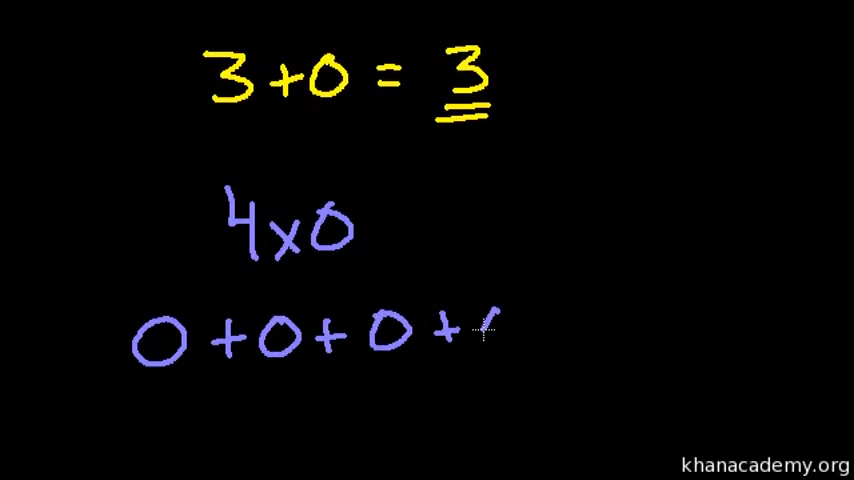 3+0 = 3
4x0
0 + 0 + 0 +
khanacademy.org